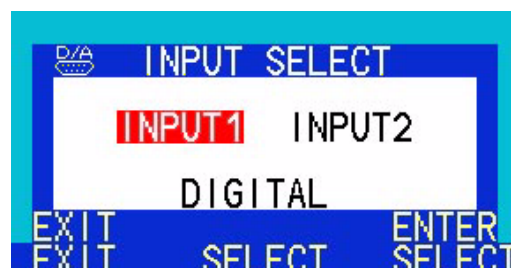 D/A INPUT SELECT
INPUT1 INPUT2
DIGITAL
EXIT ENTER
EXIT SELECT SELECT